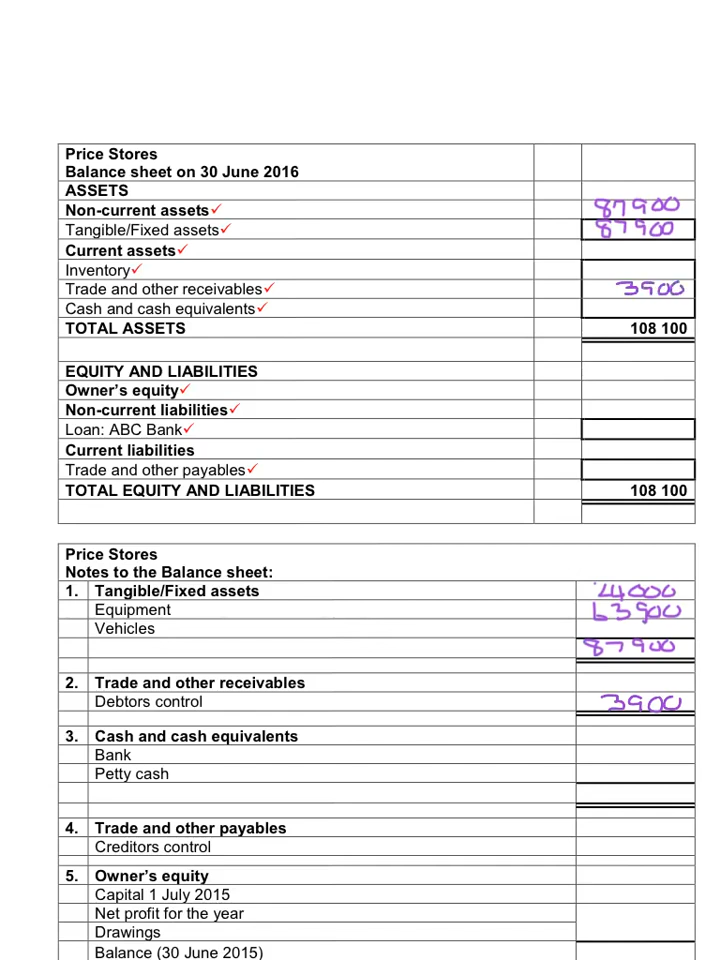 Price Stores
Balance sheet on 30 June 2016
ASSETS
Non-current assets✓ 87900
Tangible/Fixed assets✓ 87900
Current assets✓
Inventory✓
Trade and other receivables✓ 3900
Cash and cash equivalents✓
TOTAL ASSETS 108 100
EQUITY AND LIABILITIES
Owner's equity✓
Non-current liabilities✓
Loan: ABC Bank✓
Current liabilities
Trade and other payables✓
TOTAL EQUITY AND LIABILITIES 108 100
Price Stores
Notes to the Balance sheet:
1. Tangible/Fixed assets 24000
Equipment 63900
Vehicles
87900
2. Trade and other receivables
Debtors control 3900
3. Cash and cash equivalents
Bank
Petty cash
4. Trade and other payables
Creditors control
5. Owner's equity
Capital 1 July 2015
Net profit for the year
Drawings
Balance (30 June 2015)